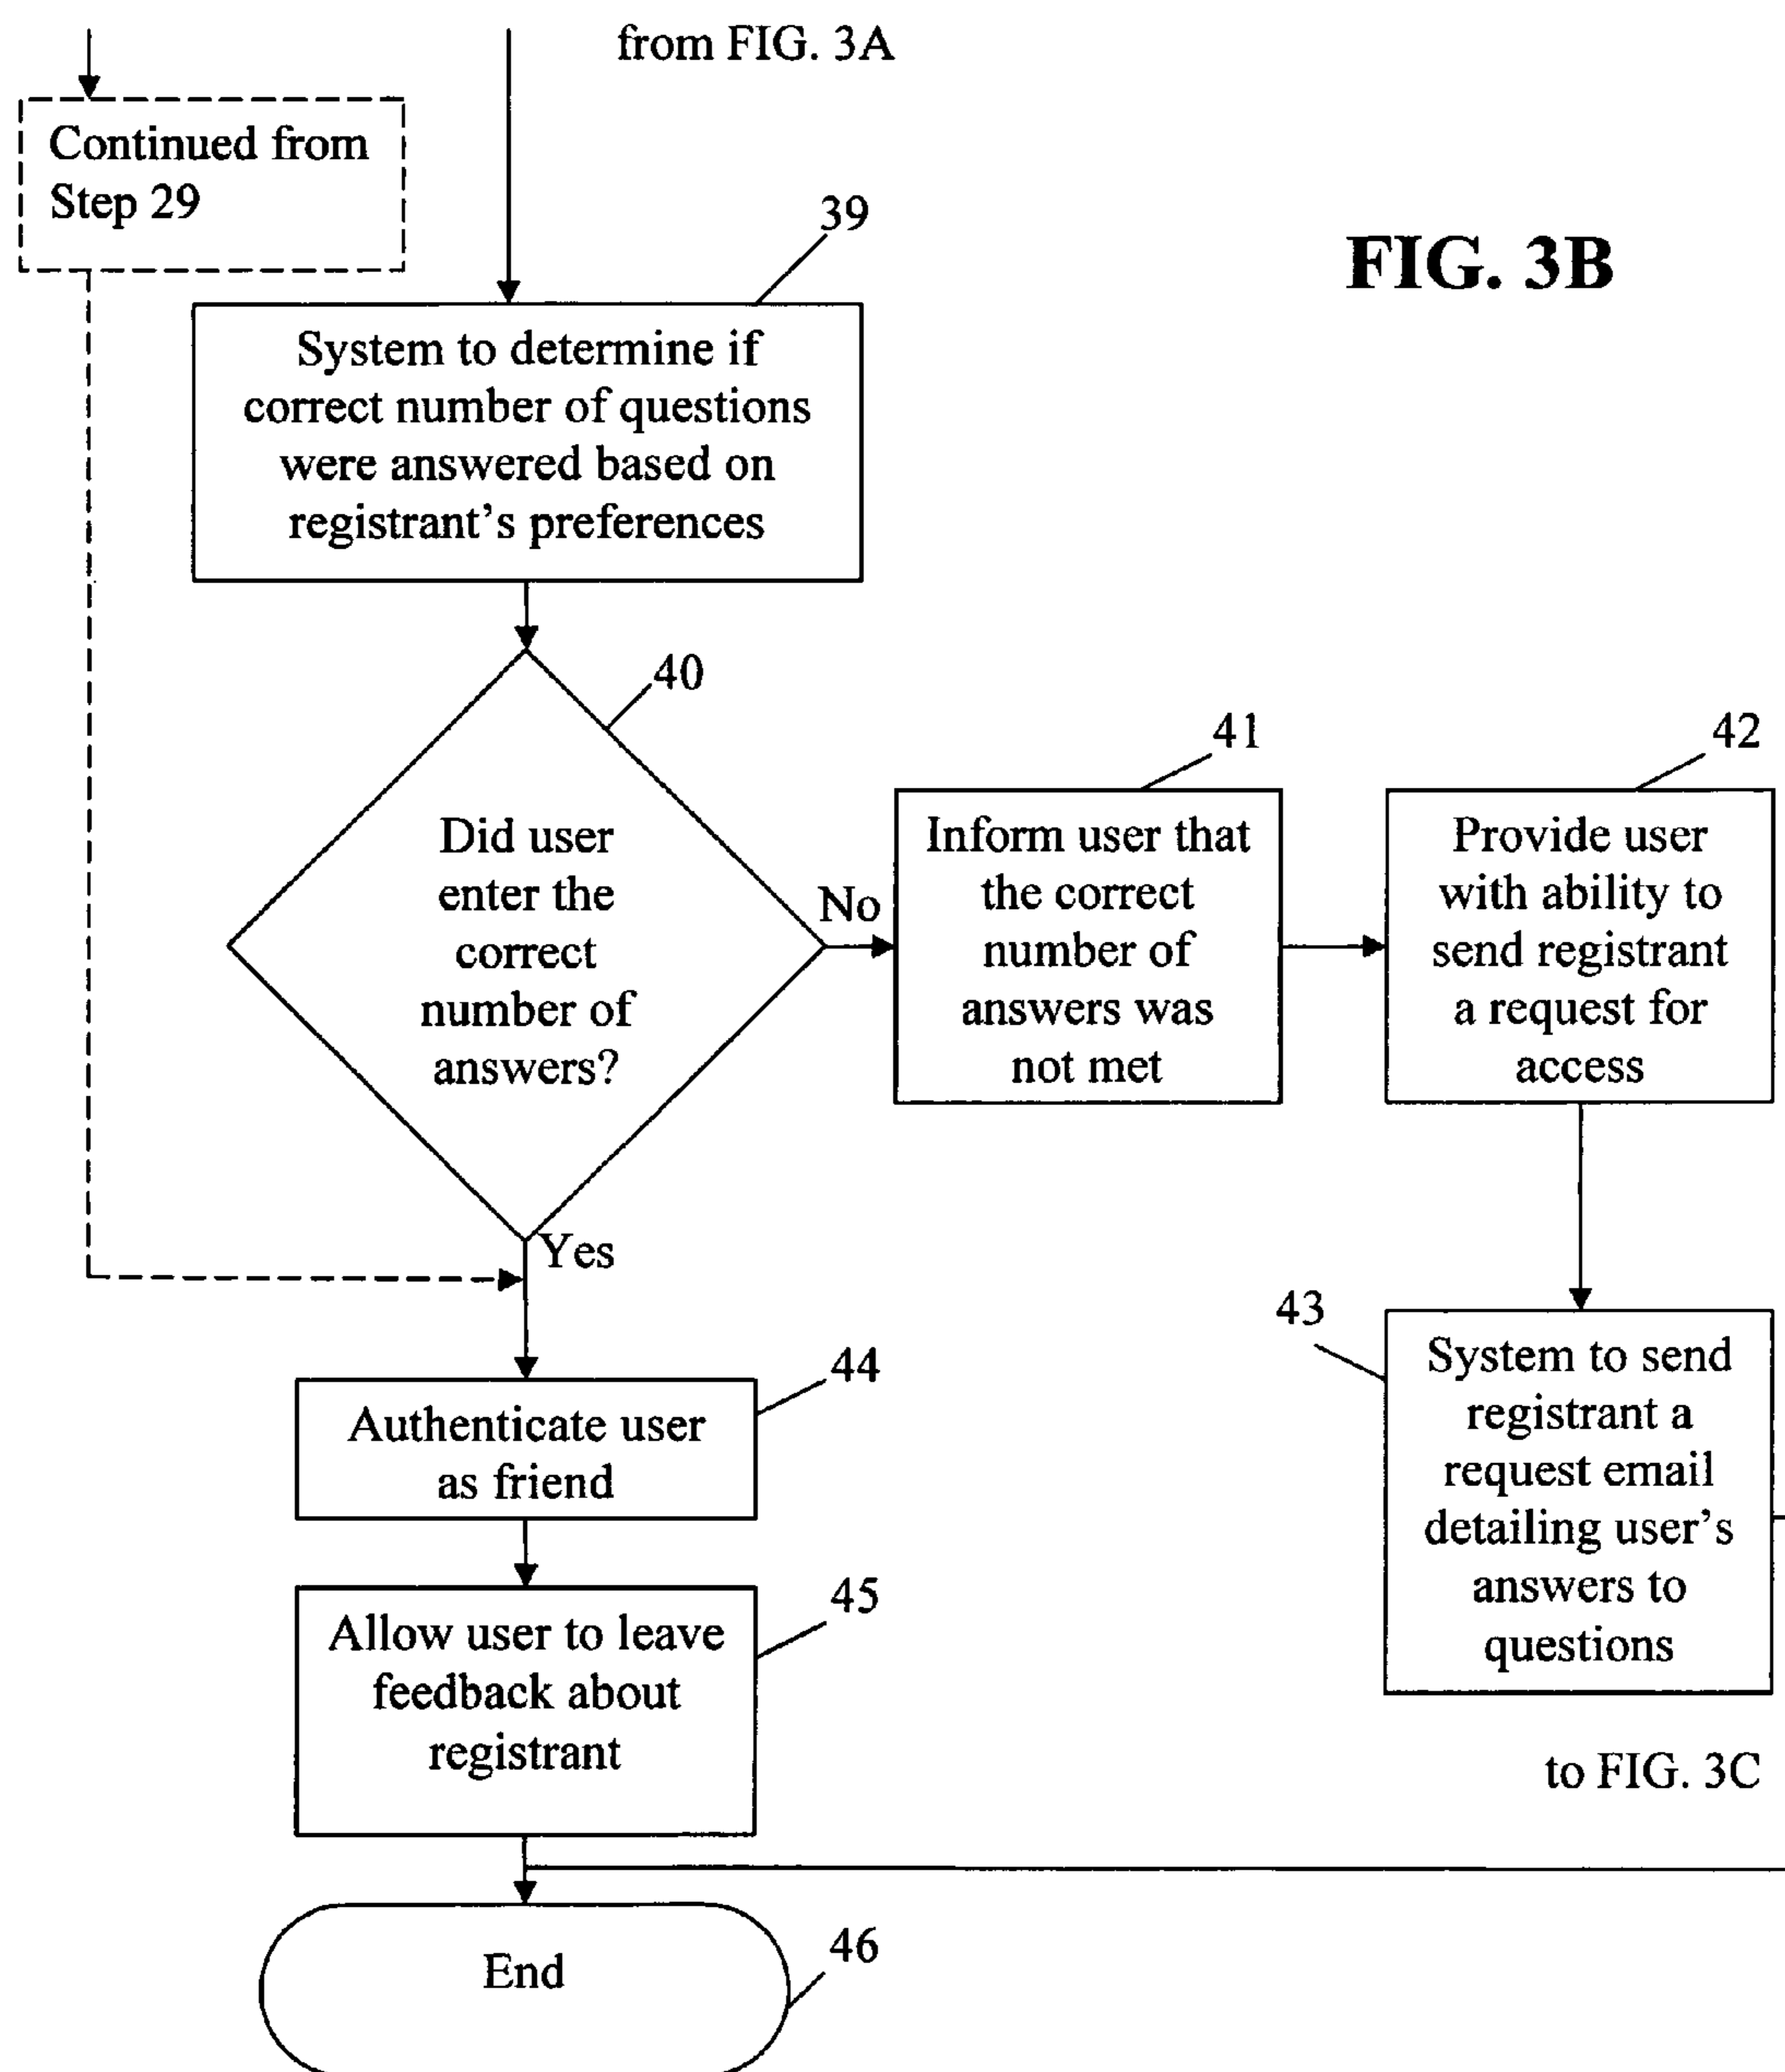 from FIG. 3A
Continued from
Step 29
39
FIG. 3B
System to determine if
correct number of questions
were answered based on
registrant's preferences
40
Did user
enter the
correct
number of
answers?
No
41
Inform user that
the correct
number of
answers was
not met
42
Provide user
with ability to
send registrant
a request for
access
Yes
43
System to send
registrant a
request email
detailing user's
answers to
questions
44
Authenticate user
as friend
45
Allow user to leave
feedback about
registrant
to FIG. 3C
46
End